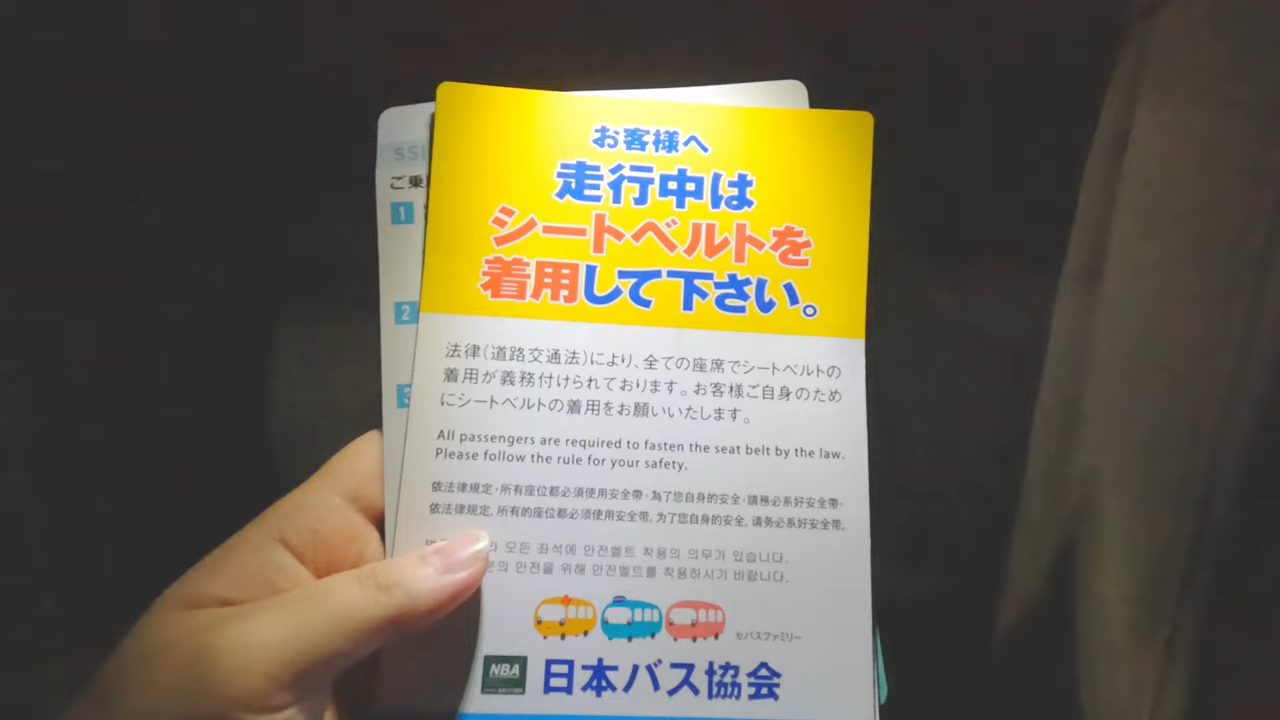 お客様へ
走行中は
シートベルトを
着用して下さい。
法律(道路交通法)により、全ての座席でシートベルトの
着用が義務付けられております。お客様ご自身のため
にシートベルトの着用をお願いいたします。
All passengers are required to fasten the seat belt by the law.
Please follow the rule for your safety.
依法律規定,所有座位都必須使用安全帶。為了您自身的安全,請務必系好安全帶。
依法律规定, 所有的座位都必须使用安全带, 为了您自身的安全, 请务必系好安全带。
모든 좌석에 안전벨트 착용의 의무가 있습니다.
안전을 위해 안전벨트를 착용하시기 바랍니다.
セバスファミリー
NBA
日本バス協会
SSI
ご乗
1
2
3